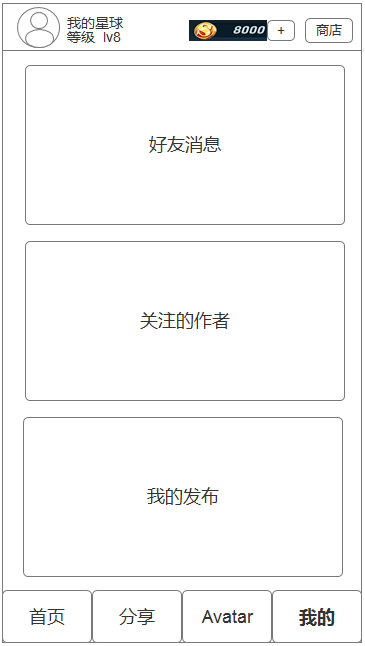 我的星球
等级 lv8
8000
+
商店
好友消息
关注的作者
我的发布
首页
分享
Avatar
我的